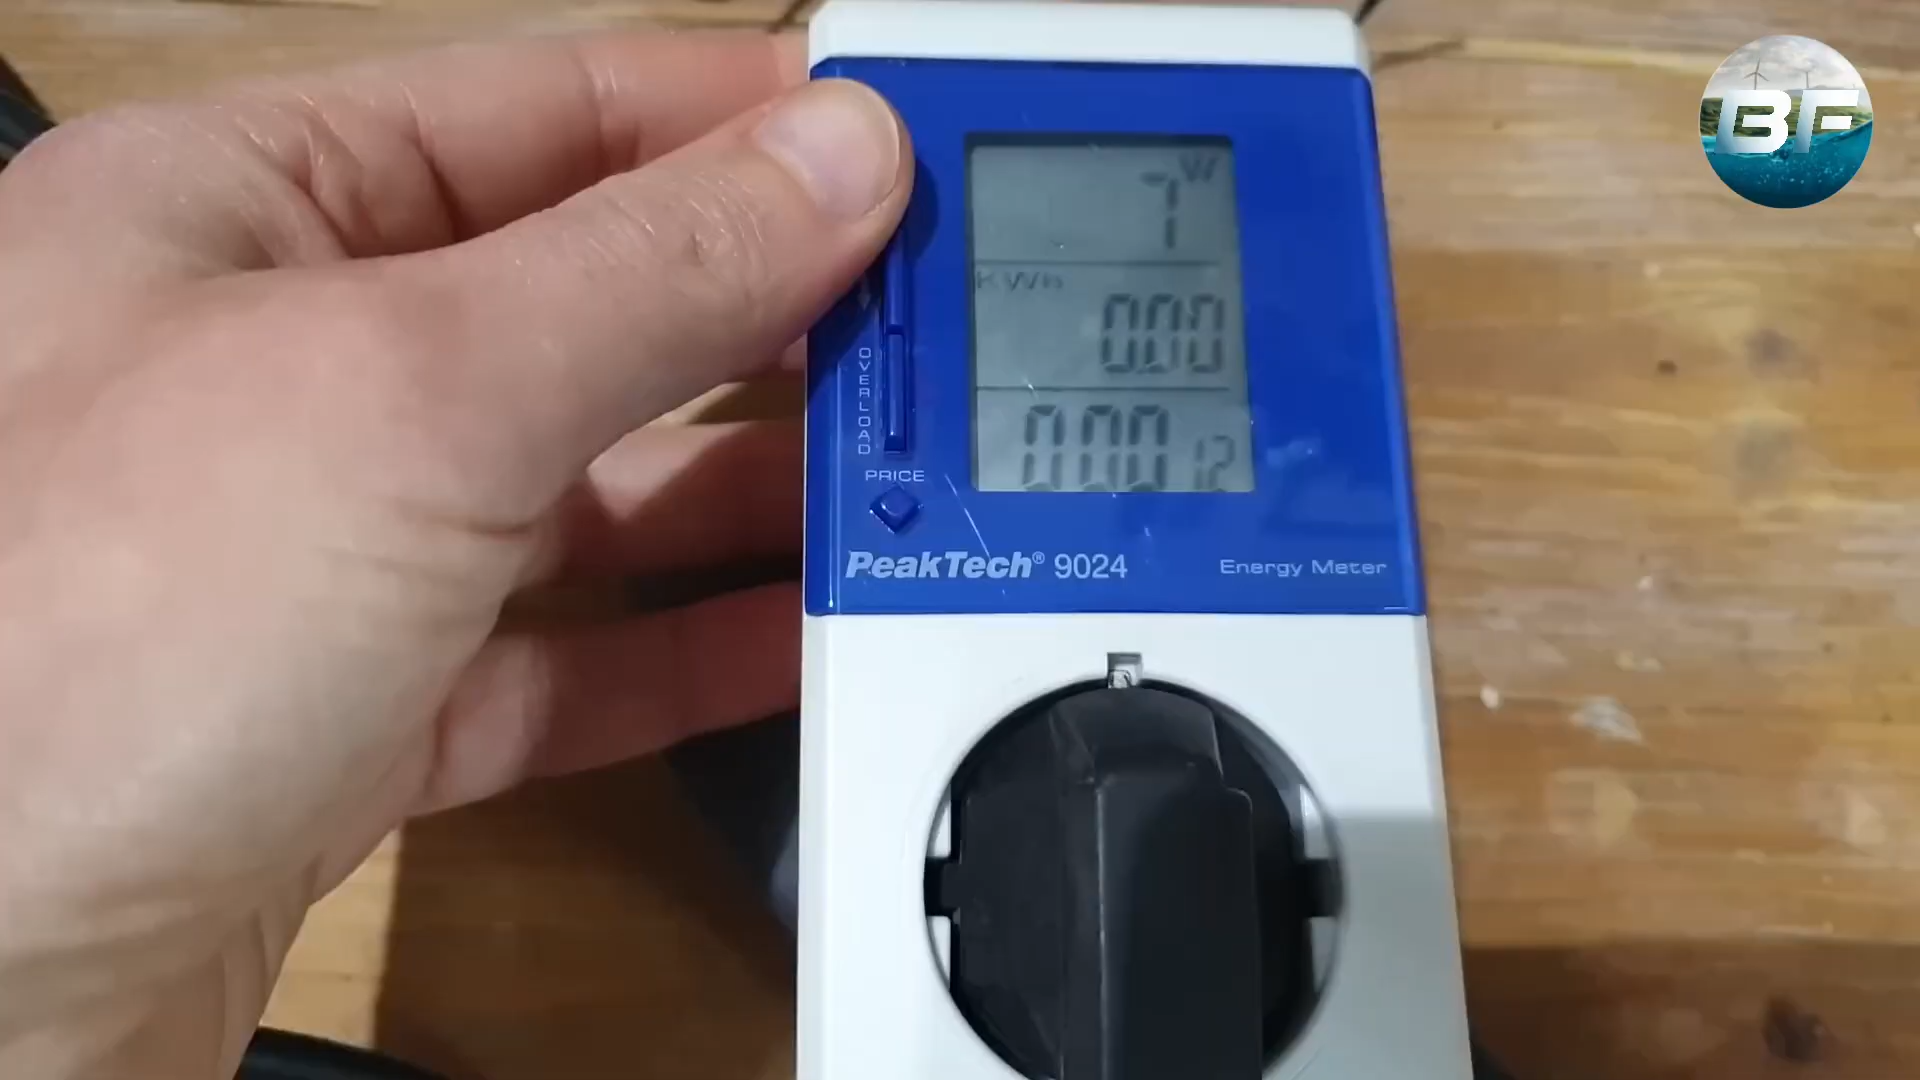 BF
7 W
KWh
0.00
0.00 12
OVERLOAD
PRICE
PeakTech® 9024
Energy Meter